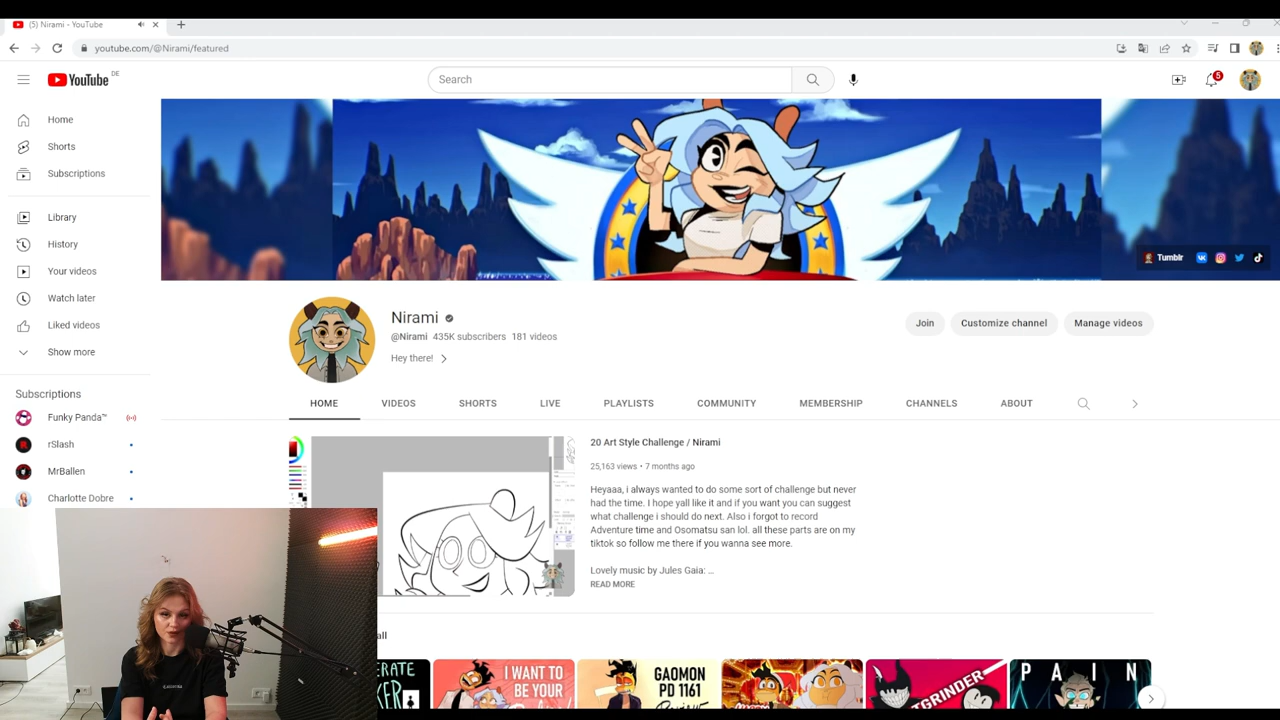 (5) Nirami - YouTube
youtube.com/@Nirami/featured
YouTube DE
Search
5
Home
Shorts
Subscriptions
Library
History
Your videos
Watch later
Liked videos
Show more
Subscriptions
Funky Panda™
rSlash
MrBallen
Charlotte Dobre
Tumblr
Nirami
@Nirami 435K subscribers 181 videos
Hey there!
Join
Customize channel
Manage videos
HOME
VIDEOS
SHORTS
LIVE
PLAYLISTS
COMMUNITY
MEMBERSHIP
CHANNELS
ABOUT
20 Art Style Challenge / Nirami
25,163 views • 7 months ago
Heyaaa, i always wanted to do some sort of challenge but never
had the time. I hope yall like it and if you want you can suggest
what challenge i should do next. Also i forgot to record
Adventure time and Osomatsu san lol. all these parts are on my
tiktok so follow me there if you wanna see more.
Lovely music by Jules Gaia: ...
READ MORE
all
I WANT TO
BE YOUR
GAOMON
PD 1161
PAIN